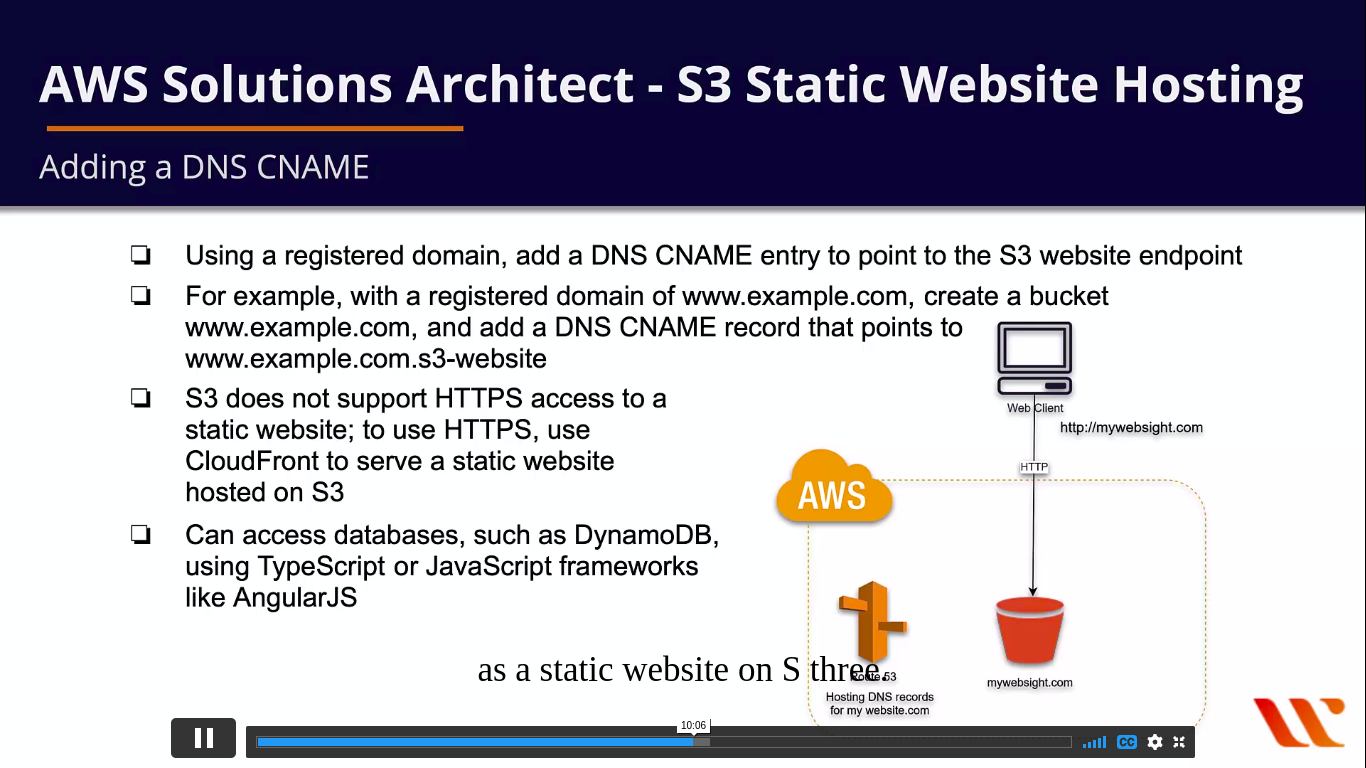 AWS Solutions Architect - S3 Static Website Hosting
Adding a DNS CNAME
Using a registered domain, add a DNS CNAME entry to point to the S3 website endpoint
For example, with a registered domain of www.example.com, create a bucket
www.example.com, and add a DNS CNAME record that points to
www.example.com.s3-website
S3 does not support HTTPS access to a
static website; to use HTTPS, use
CloudFront to serve a static website
hosted on S3
Can access databases, such as DynamoDB,
using TypeScript or JavaScript frameworks
like AngularJS
Web Client
http://mywebsight.com
HTTP
AWS
Route 53
Hosting DNS records
for my website.com
mywebsight.com
as a static website on S three.
10:06
CC